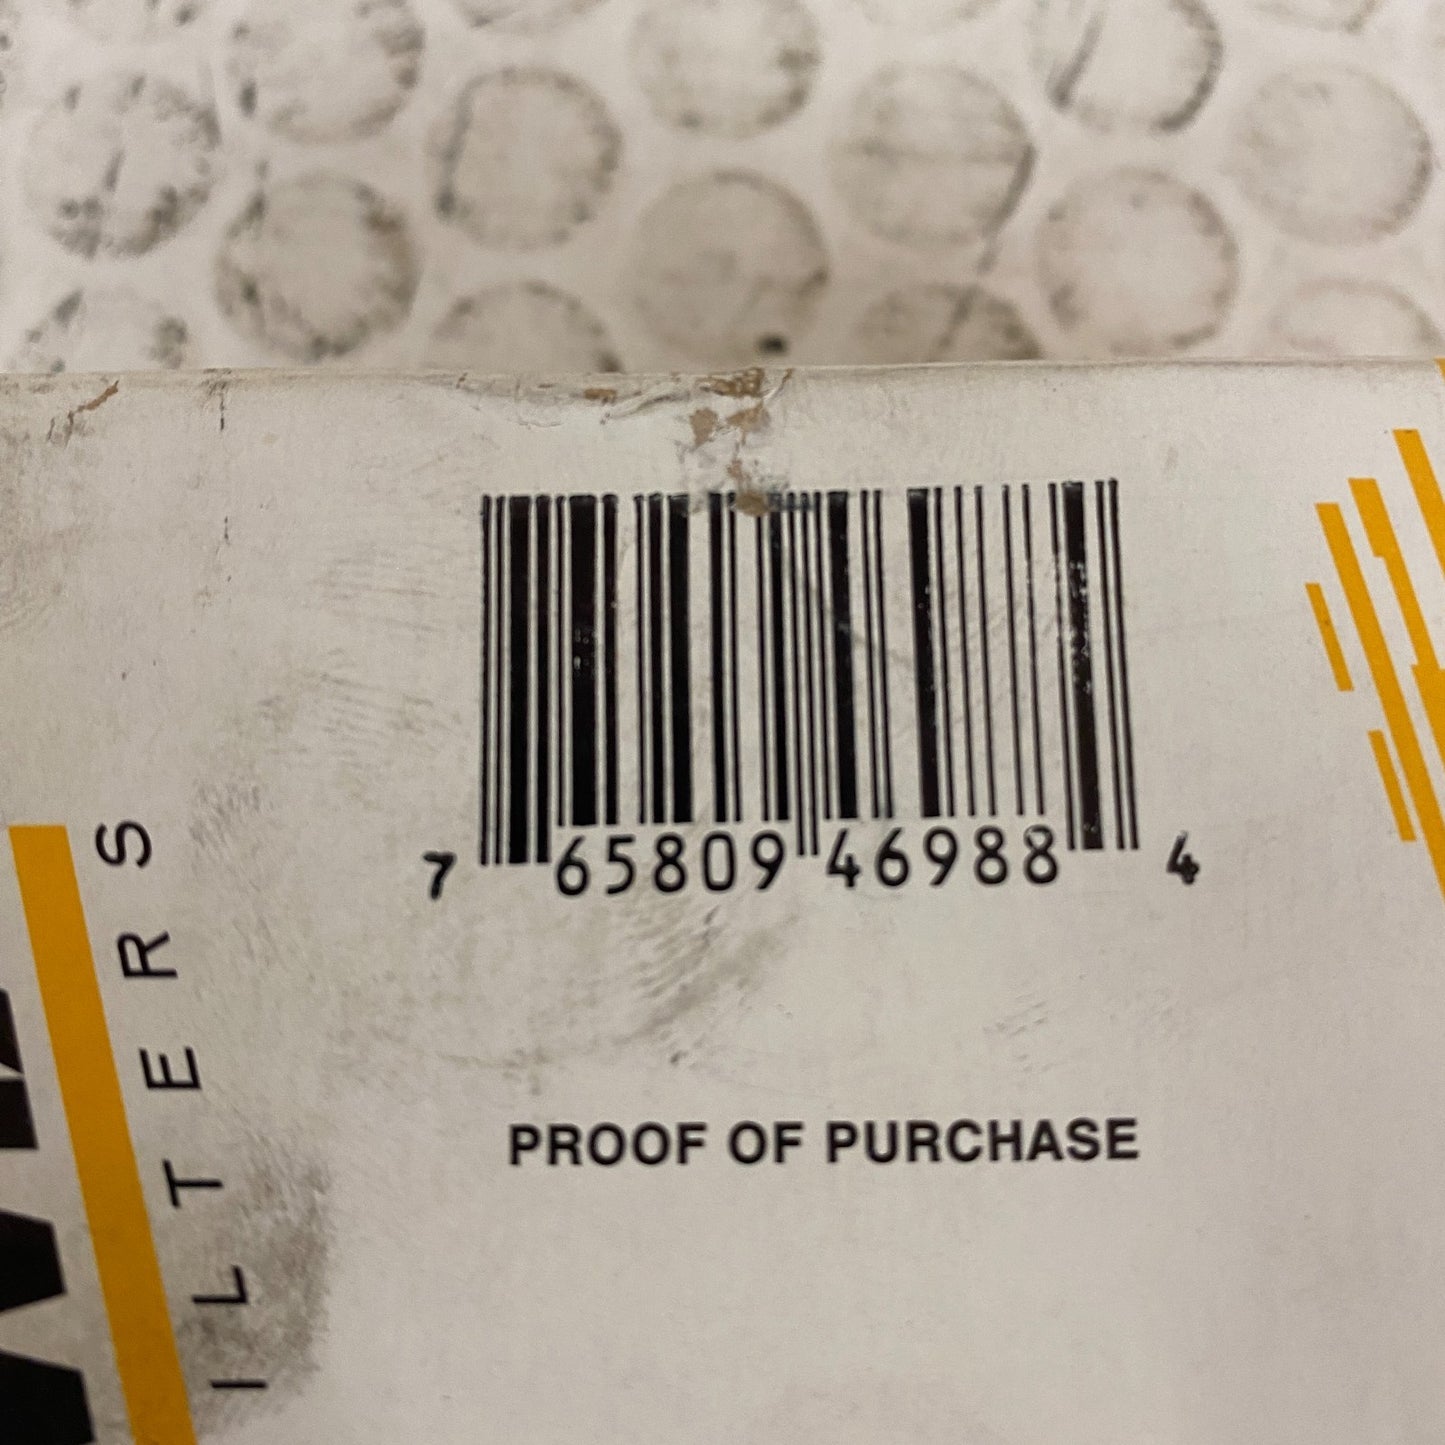 7 65809 46988 4
PROOF OF PURCHASE
ILTERS